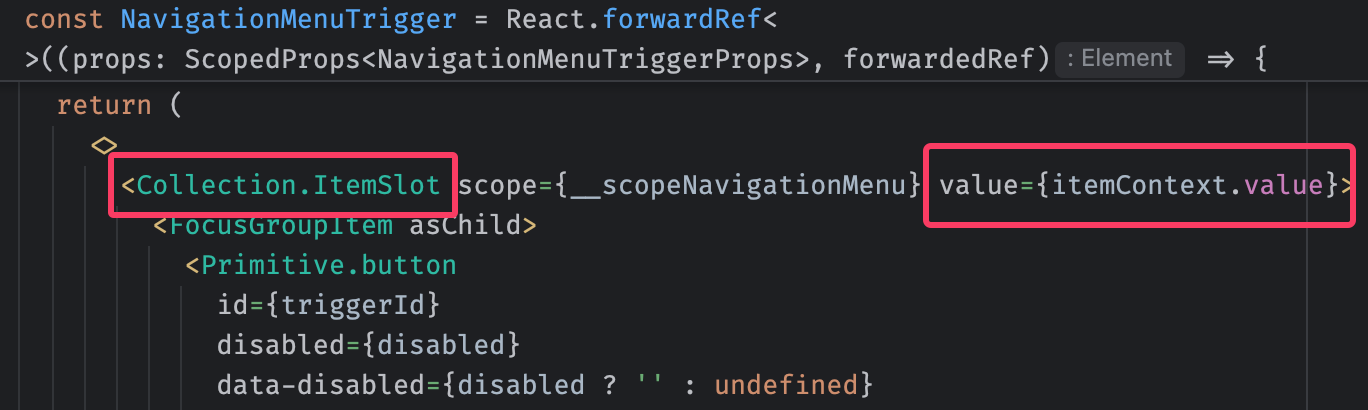 const NavigationMenuTrigger = React.forwardRef<
>((props: ScopedProps<NavigationMenuTriggerProps>, forwardedRef) : Element ⇒ {
return (
<>
<Collection.ItemSlot scope={__scopeNavigationMenu} value={itemContext.value}>
<FocusGroupItem asChild>
<Primitive.button
id={triggerId}
disabled={disabled}
data-disabled={disabled ? '' : undefined}